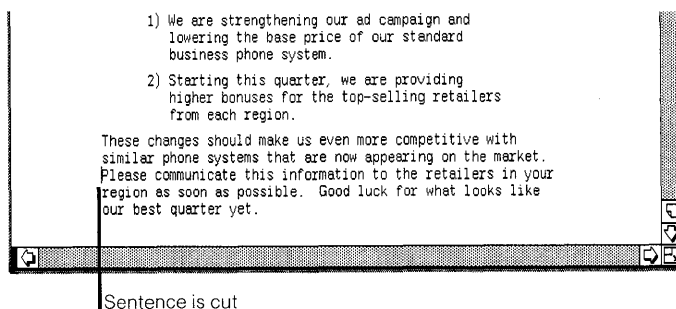 1) We are strengthening our ad campaign and
lowering the base price of our standard
business phone system.
2) Starting this quarter, we are providing
higher bonuses for the top-selling retailers
from each region.
These changes should make us even more competitive with
similar phone systems that are now appearing on the market.
Please communicate this information to the retailers in your
region as soon as possible.  Good luck for what looks like
our best quarter yet.
Sentence is cut